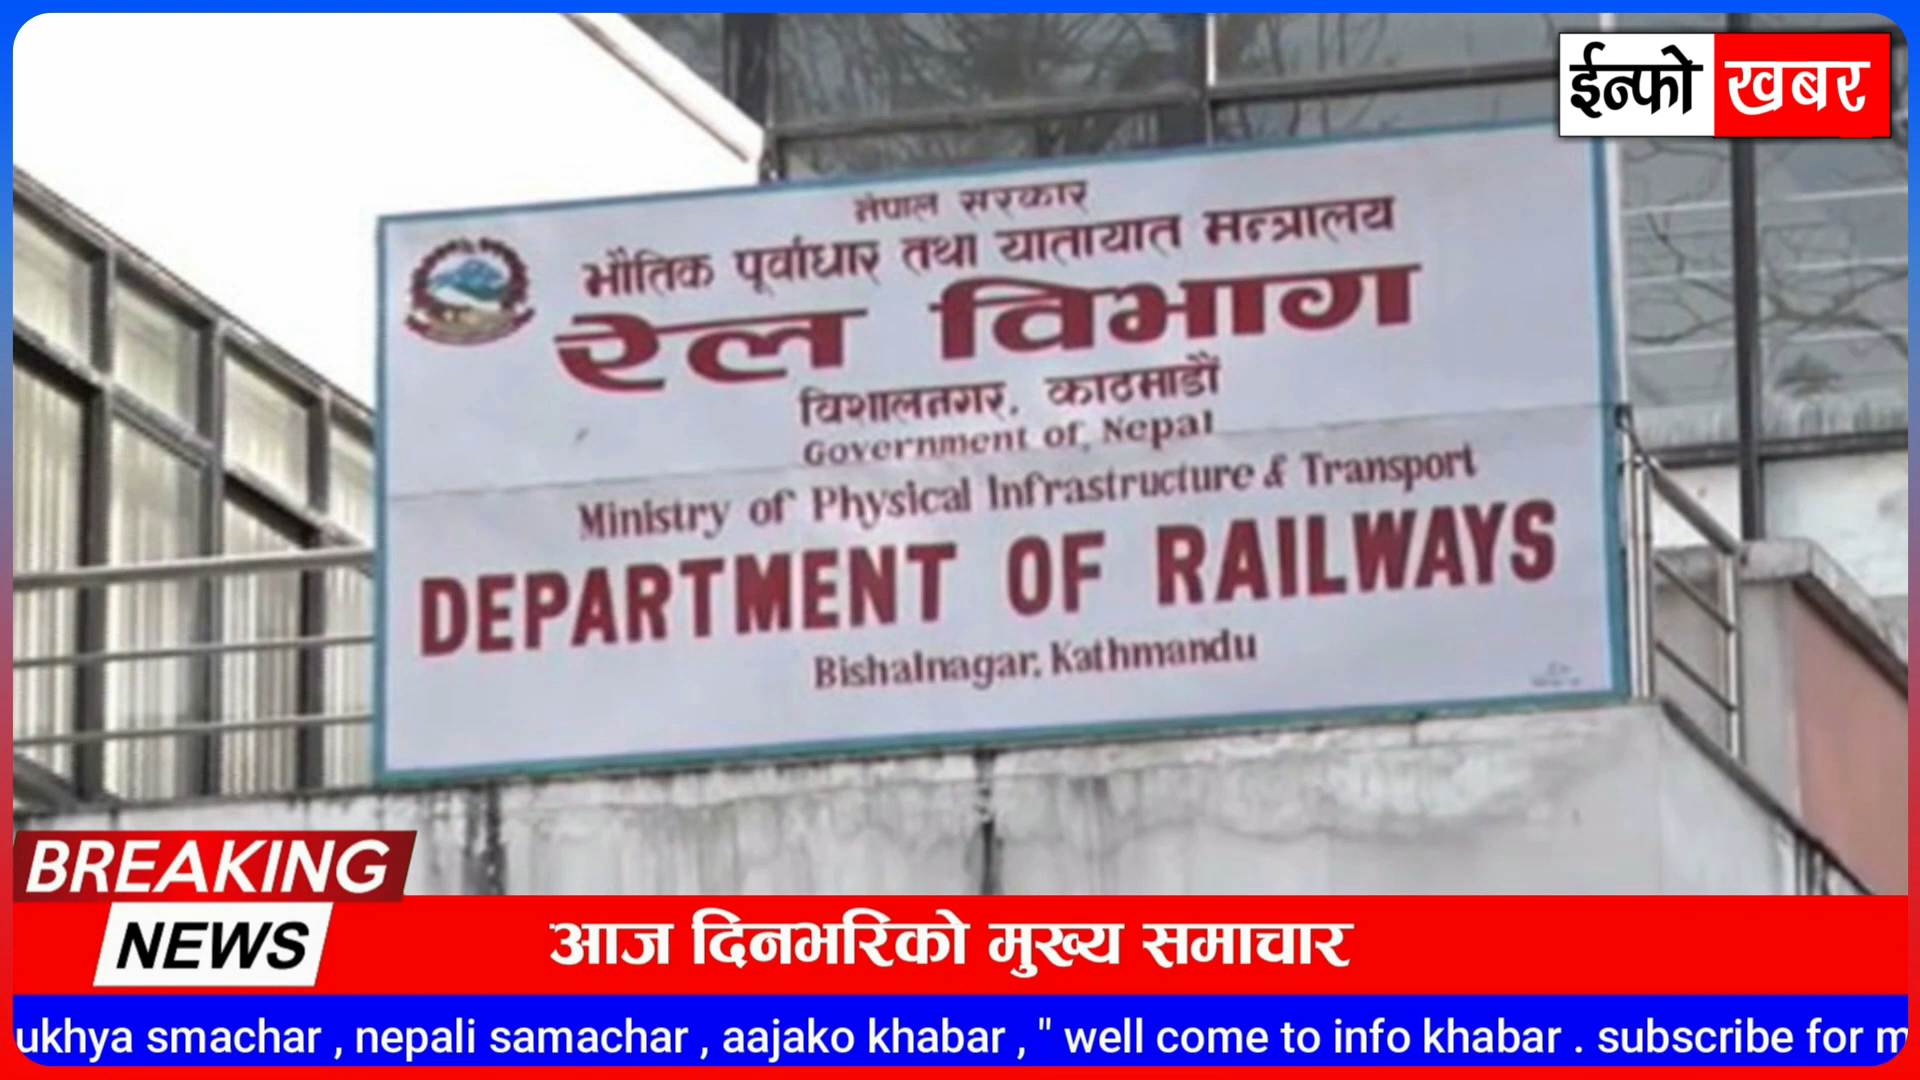 ईन्फो खबर
नेपाल सरकार
भौतिक पूर्वाधार तथा यातायात मन्त्रालय
रेल विभाग
विशालनगर, काठमाडौं
Government of Nepal
Ministry of Physical Infrastructure & Transport
DEPARTMENT OF RAILWAYS
Bishalnagar, Kathmandu
BREAKING
NEWS
आज दिनभरिको मुख्य समाचार
ukhya smachar , nepali samachar , aajako khabar , " well come to info khabar . subscribe for m